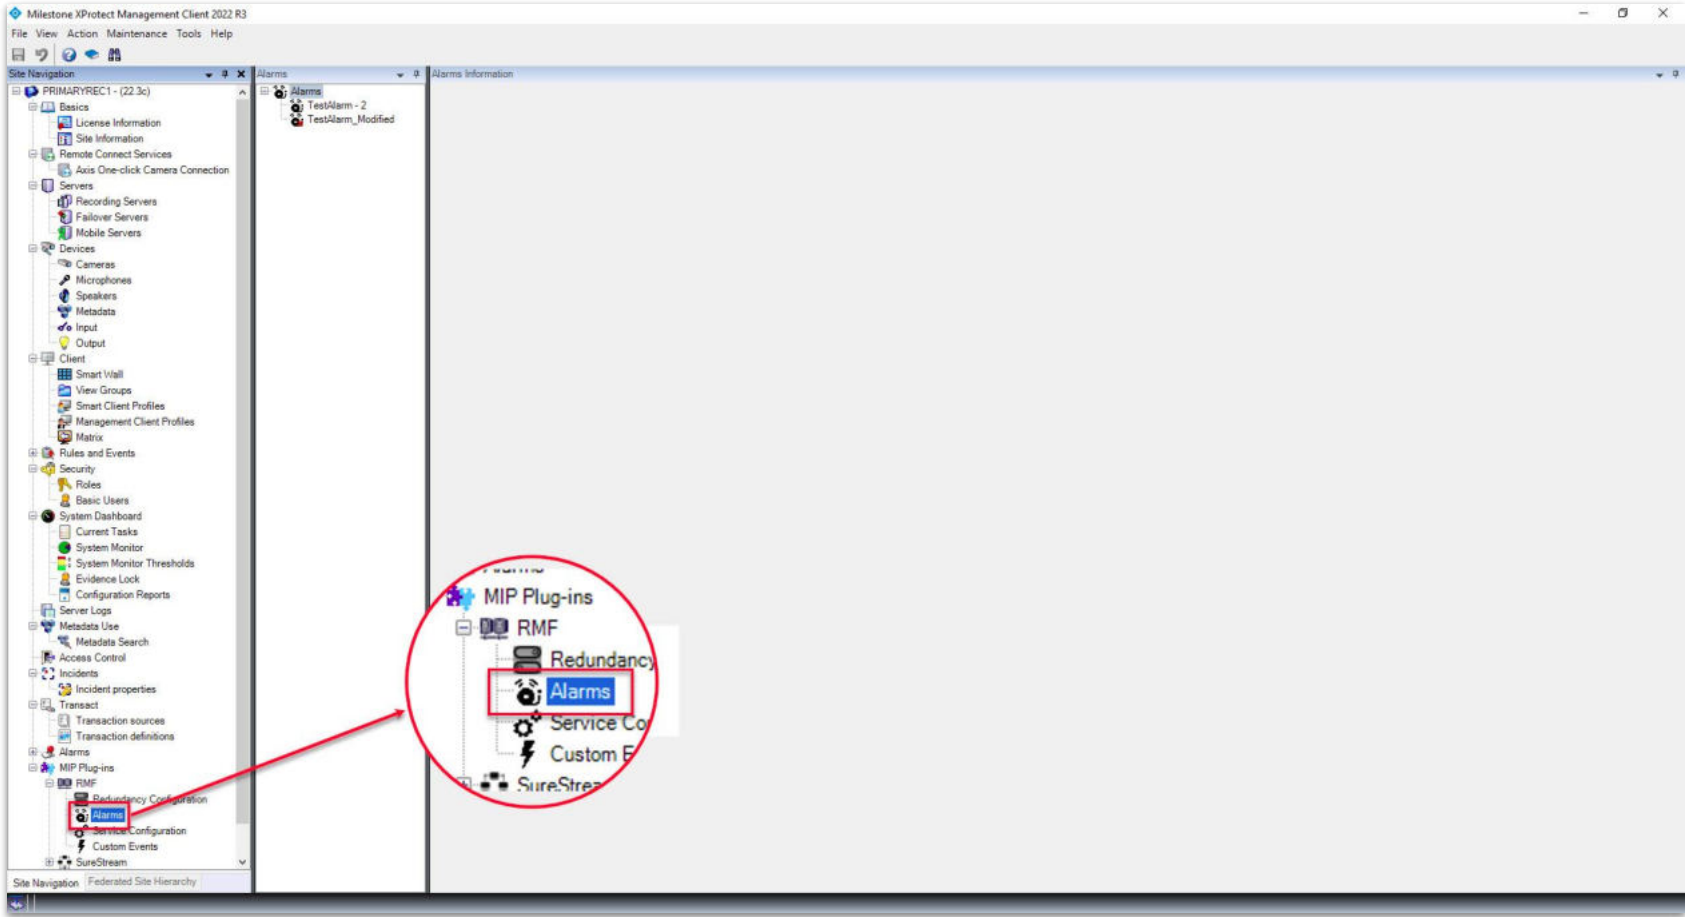 Milestone XProtect Management Client 2022 R3
File View Action Maintenance Tools Help
Site Navigation
PRIMARYREC1 - (22.3c)
Basics
License Information
Site Information
Remote Connect Services
Axis One-click Camera Connection
Servers
Recording Servers
Failover Servers
Mobile Servers
Devices
Cameras
Microphones
Speakers
Metadata
Input
Output
Client
Smart Wall
View Groups
Smart Client Profiles
Management Client Profiles
Matrix
Rules and Events
Security
Roles
Basic Users
System Dashboard
Current Tasks
System Monitor
System Monitor Thresholds
Evidence Lock
Configuration Reports
Server Logs
Metadata Use
Metadata Search
Access Control
Incidents
Incident properties
Transact
Transaction sources
Transaction definitions
Alarms
MIP Plug-ins
RMF
Redundancy Configuration
Alarms
Service Configuration
Custom Events
SureStream
Site Navigation Federated Site Hierarchy
Alarms
Alarms
TestAlarm - 2
TestAlarm_Modified
Alarms Information
Alarms
MIP Plug-ins
RMF
Redundancy
Alarms
Service Co
Custom E
SureStrea